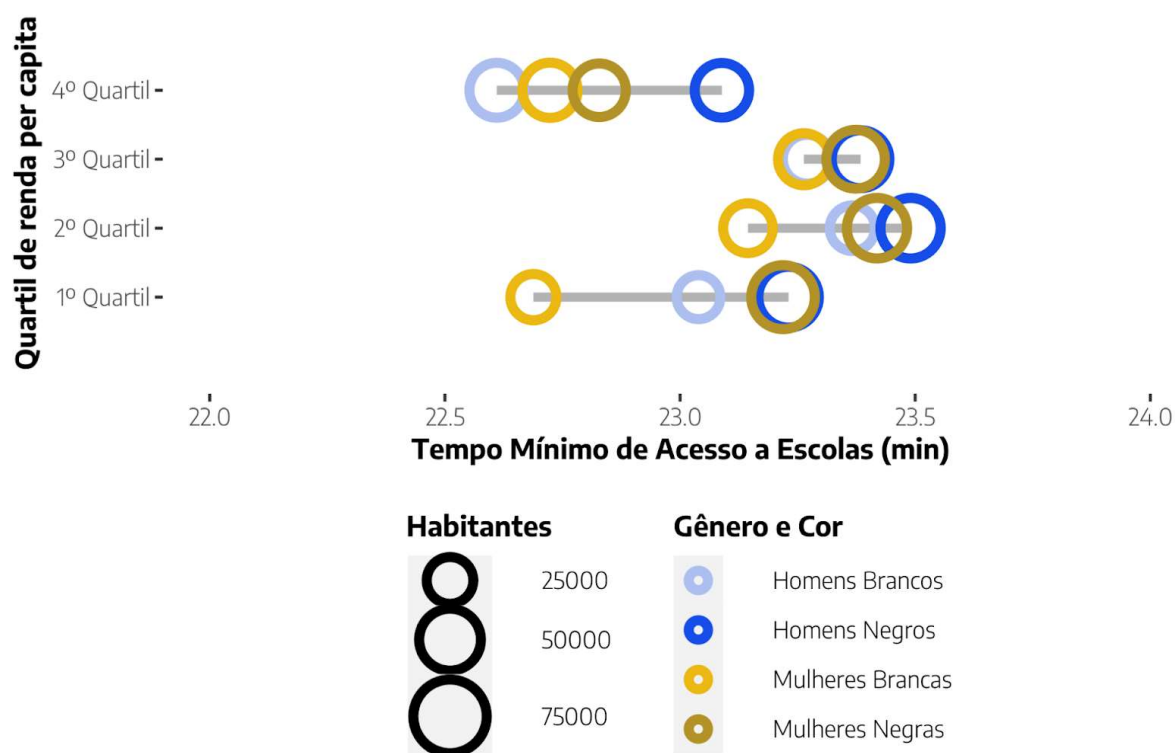 Quartil de renda per capita
4º Quartil
3º Quartil
2º Quartil
1º Quartil
22.0 22.5 23.0 23.5 24.0
Tempo Mínimo de Acesso a Escolas (min)
Habitantes
25000
50000
75000
Gênero e Cor
Homens Brancos
Homens Negros
Mulheres Brancas
Mulheres Negras